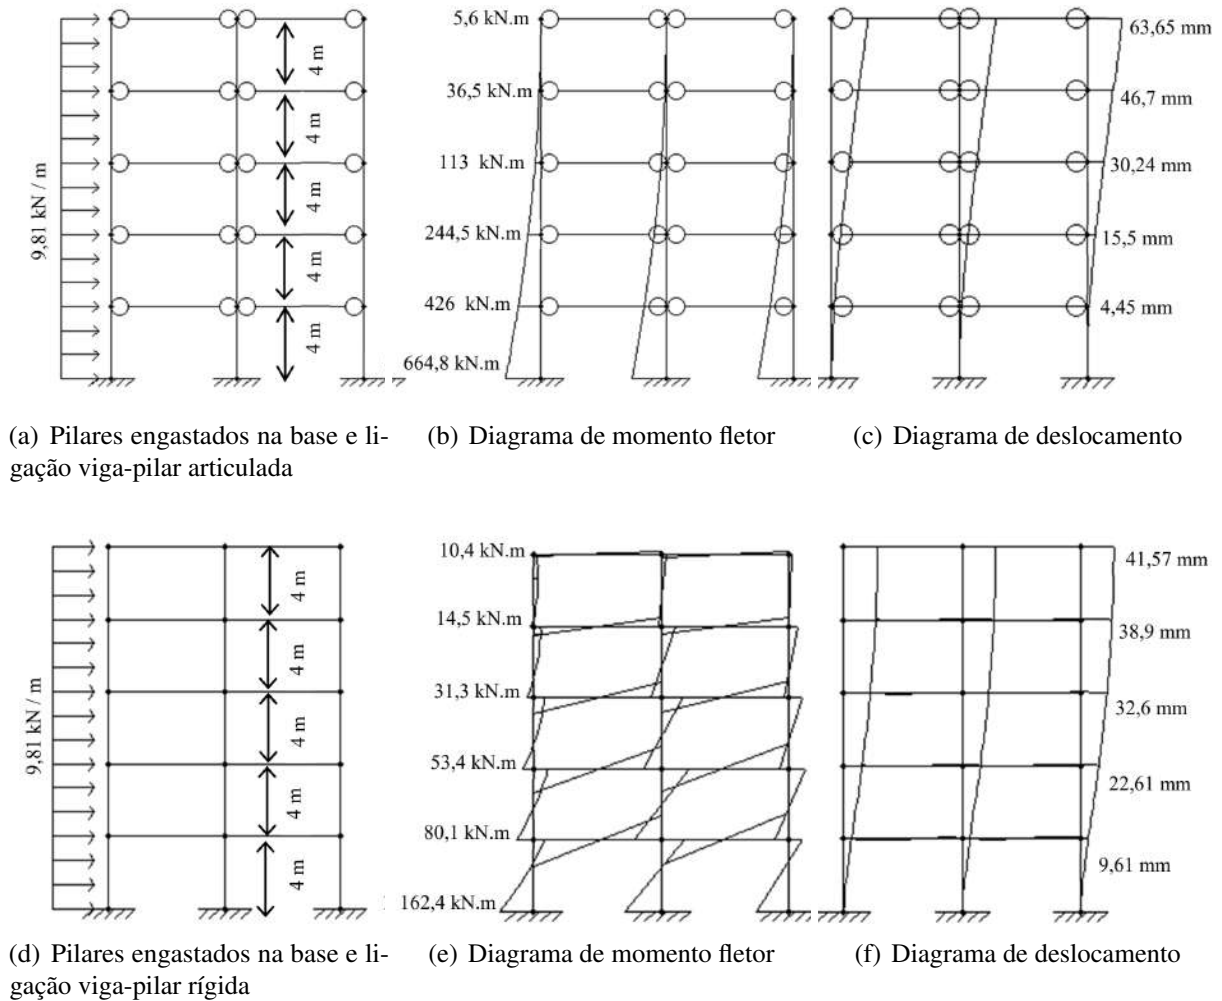 9,81 kN / m
4 m
4 m
4 m
4 m
4 m
5,6 kN.m
36,5 kN.m
113 kN.m
244,5 kN.m
426 kN.m
664,8 kN.m
63,65 mm
46,7 mm
30,24 mm
15,5 mm
4,45 mm
(a) Pilares engastados na base e li-
gação viga-pilar articulada
(b) Diagrama de momento fletor
(c) Diagrama de deslocamento
9,81 kN / m
4 m
4 m
4 m
4 m
4 m
10,4 kN.m
14,5 kN.m
31,3 kN.m
53,4 kN.m
80,1 kN.m
162,4 kN.m
41,57 mm
38,9 mm
32,6 mm
22,61 mm
9,61 mm
(d) Pilares engastados na base e li-
gação viga-pilar rígida
(e) Diagrama de momento fletor
(f) Diagrama de deslocamento